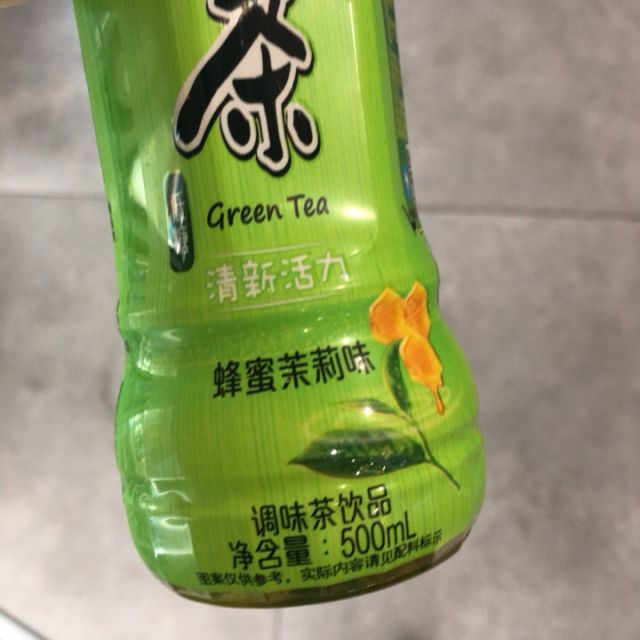 茶
Green Tea
清新活力
蜂蜜茉莉味
调味茶饮品
净含量：500mL
图案仅供参考，实际内容请见配料标示